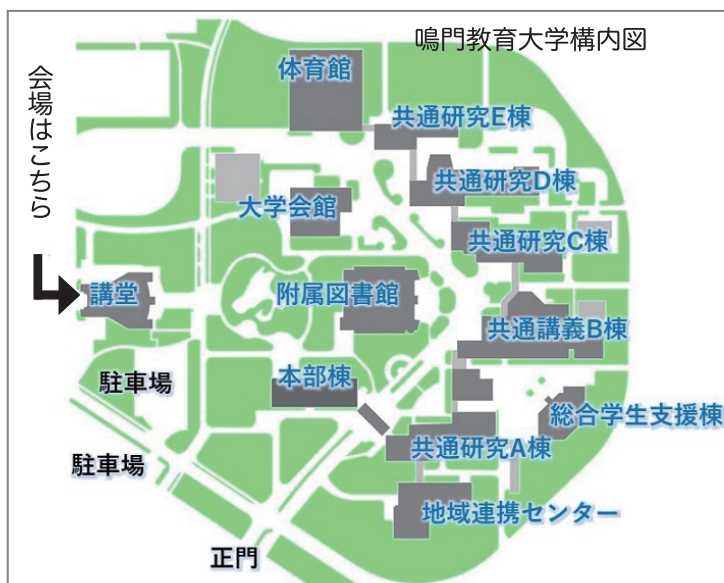 鳴門教育大学構内図
会場はこちら
体育館
共通研究E棟
共通研究D棟
大学会館
共通研究C棟
講堂
附属図書館
共通講義B棟
駐車場
本部棟
総合学生支援棟
共通研究A棟
駐車場
地域連携センター
正門